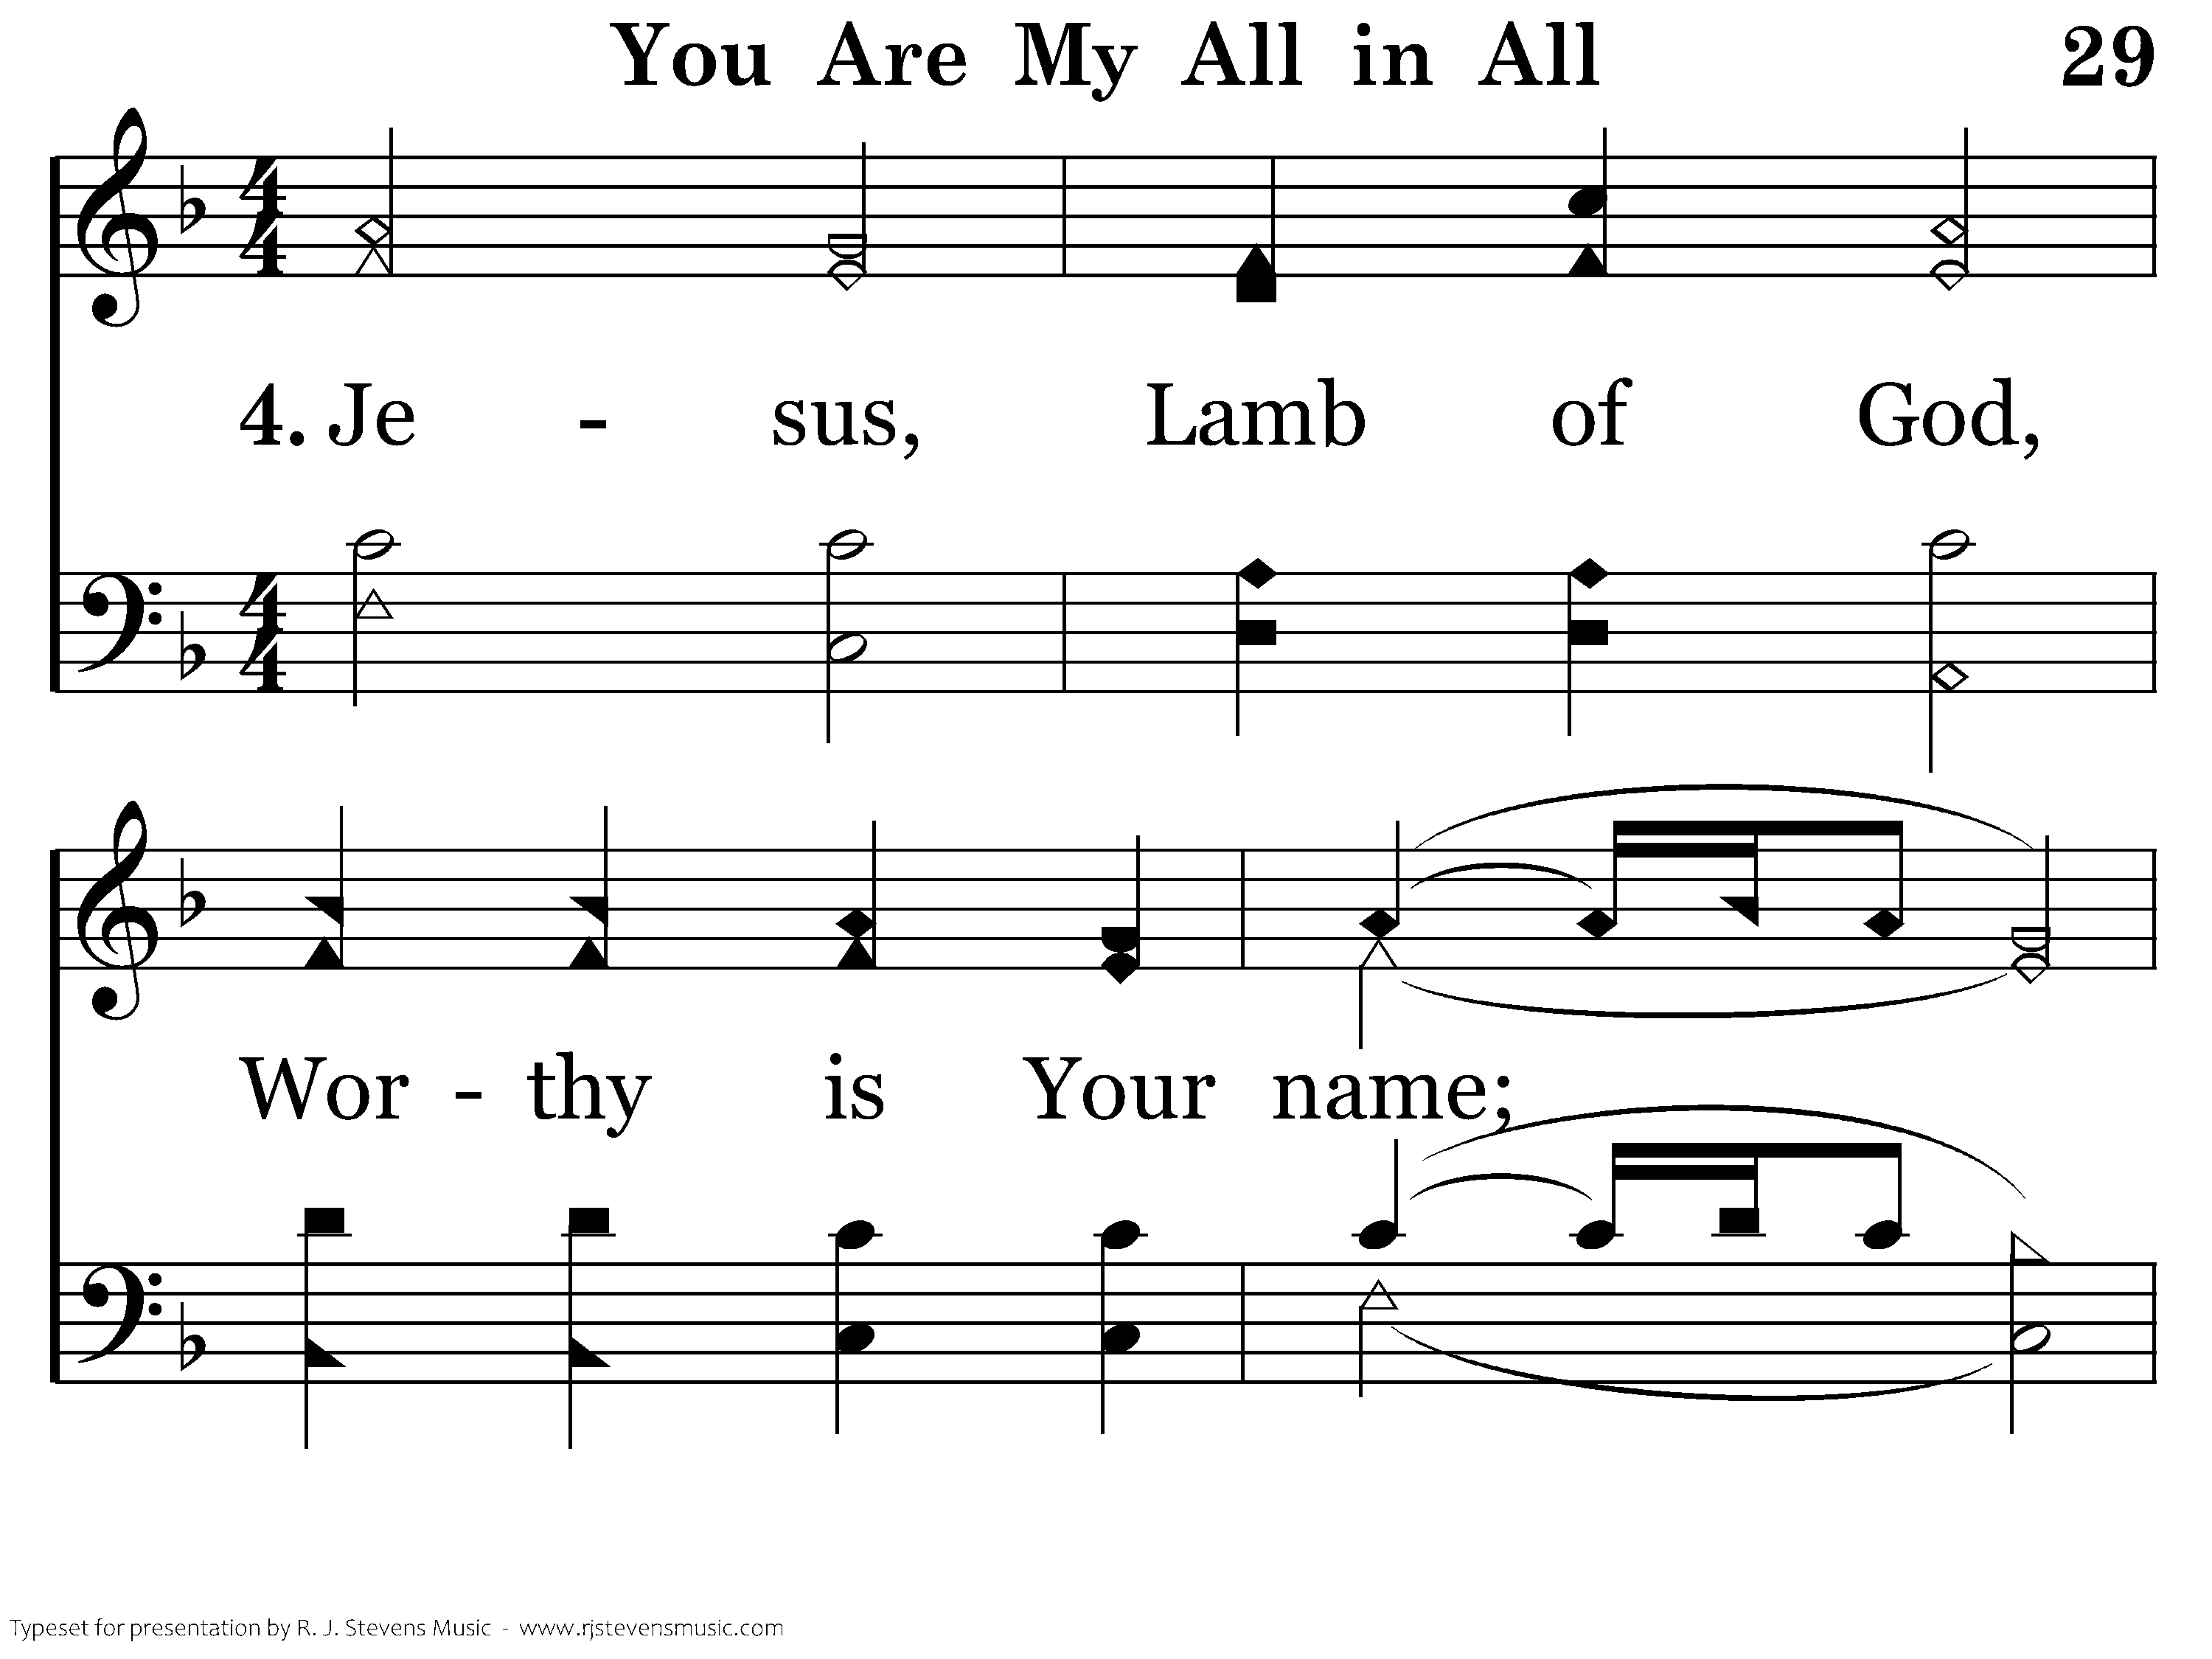 You Are My All in All 29
4. Je - sus, Lamb of God,
Wor - thy is Your name;
Typeset for presentation by R. J. Stevens Music - www.rjstevensmusic.com